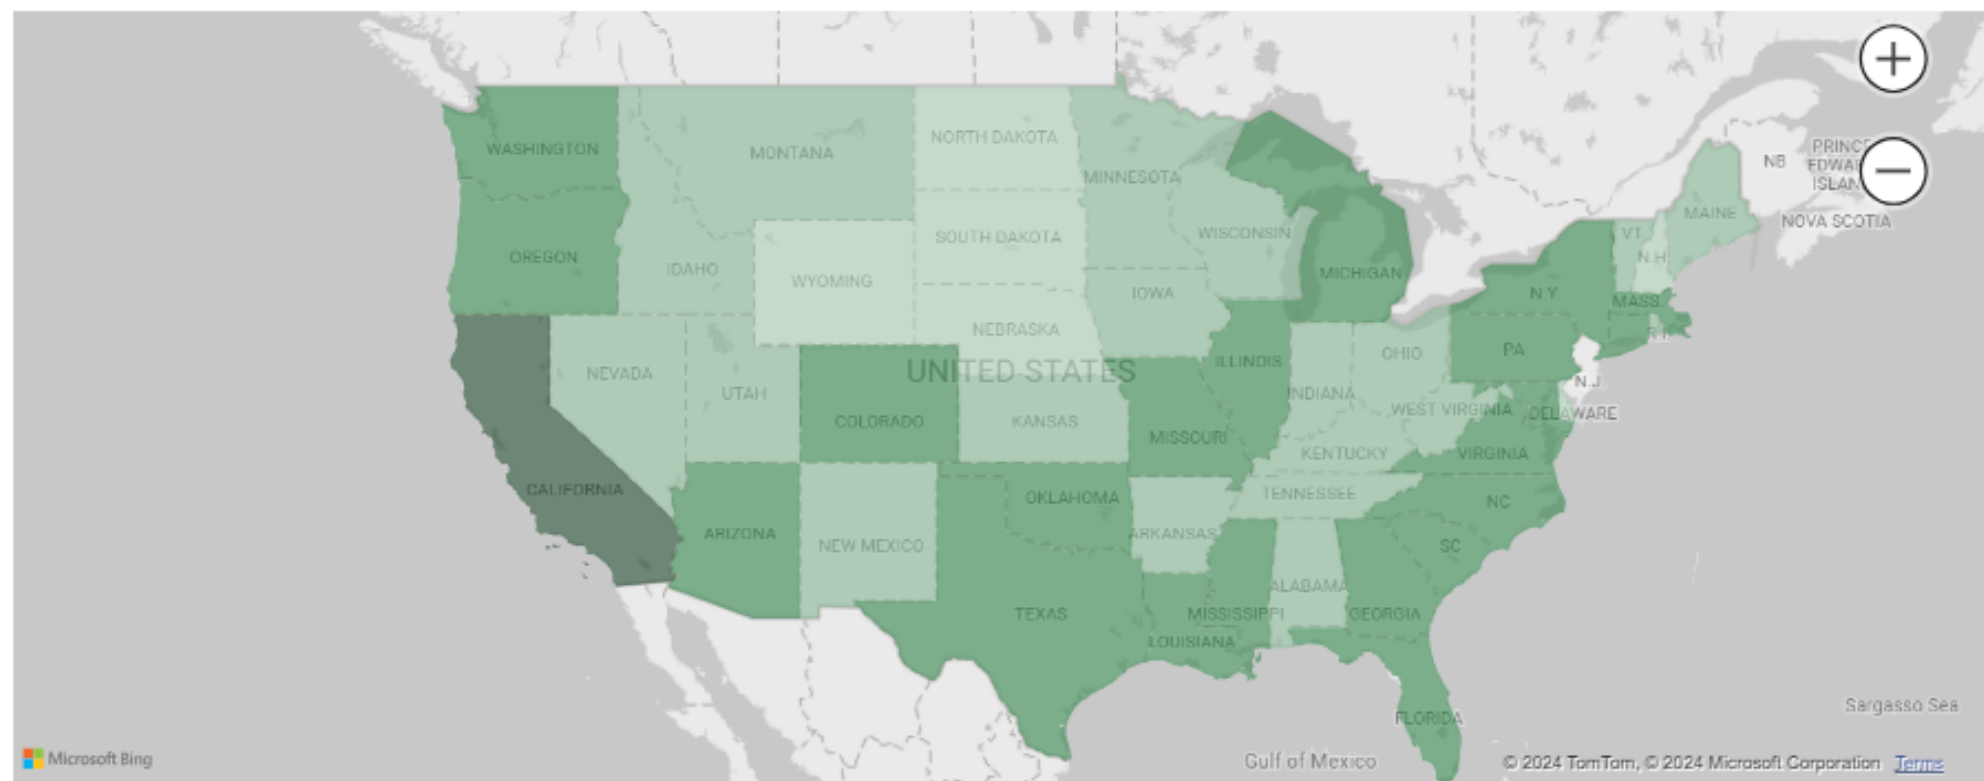 +
NORTH DAKOTA
WASHINGTON
MONTANA
NB
PRINC
EDWA
ISLAN
−
MINNESOTA
MAINE
NOVA SCOTIA
WISCONSIN
VT.
SOUTH DAKOTA
OREGON
N.H.
IDAHO
MICHIGAN
WYOMING
IOWA
N.Y.
MASS.
NEBRASKA
R.I.
PA
OHIO
ILLINOIS
UNITED STATES
NEVADA
N.J.
UTAH
INDIANA
WEST VIRGINIA
DELAWARE
COLORADO
KANSAS
MISSOURI
KENTUCKY
VIRGINIA
CALIFORNIA
TENNESSEE
OKLAHOMA
NC
ARIZONA
ARKANSAS
NEW MEXICO
SC
ALABAMA
TEXAS
MISSISSIPPI
GEORGIA
LOUISIANA
Sargasso Sea
FLORIDA
Microsoft Bing
Gulf of Mexico
© 2024 TomTom, © 2024 Microsoft Corporation Terms